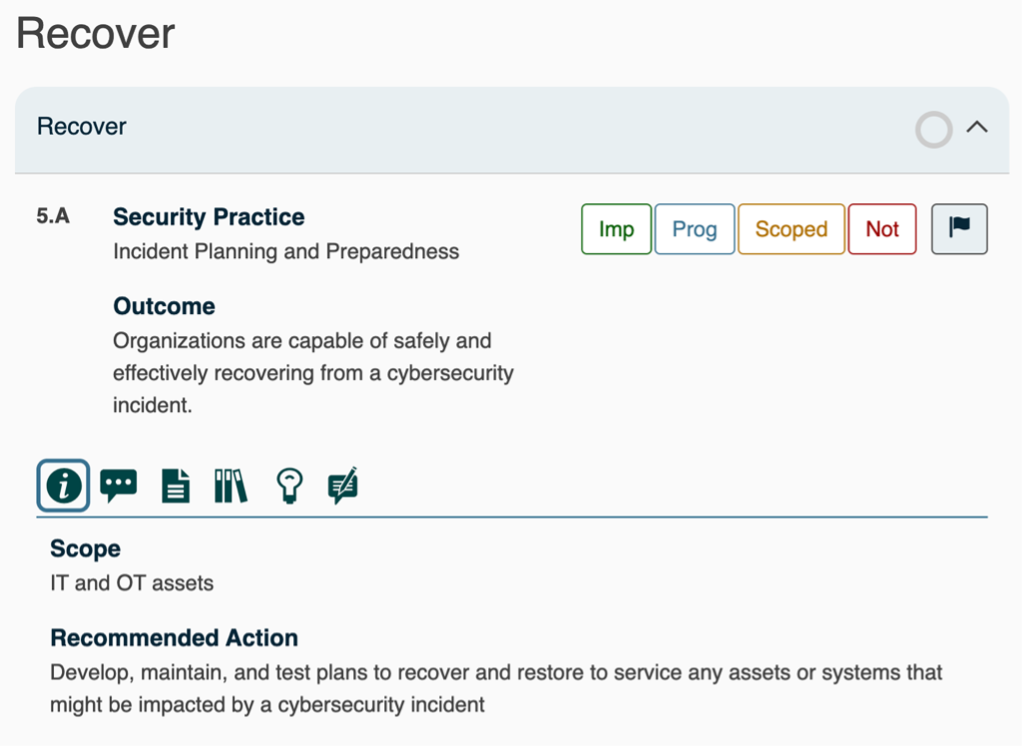 Recover
Recover
5.A
Security Practice
Imp
Prog
Scoped
Not
Incident Planning and Preparedness
Outcome
Organizations are capable of safely and
effectively recovering from a cybersecurity
incident.
Scope
IT and OT assets
Recommended Action
Develop, maintain, and test plans to recover and restore to service any assets or systems that
might be impacted by a cybersecurity incident